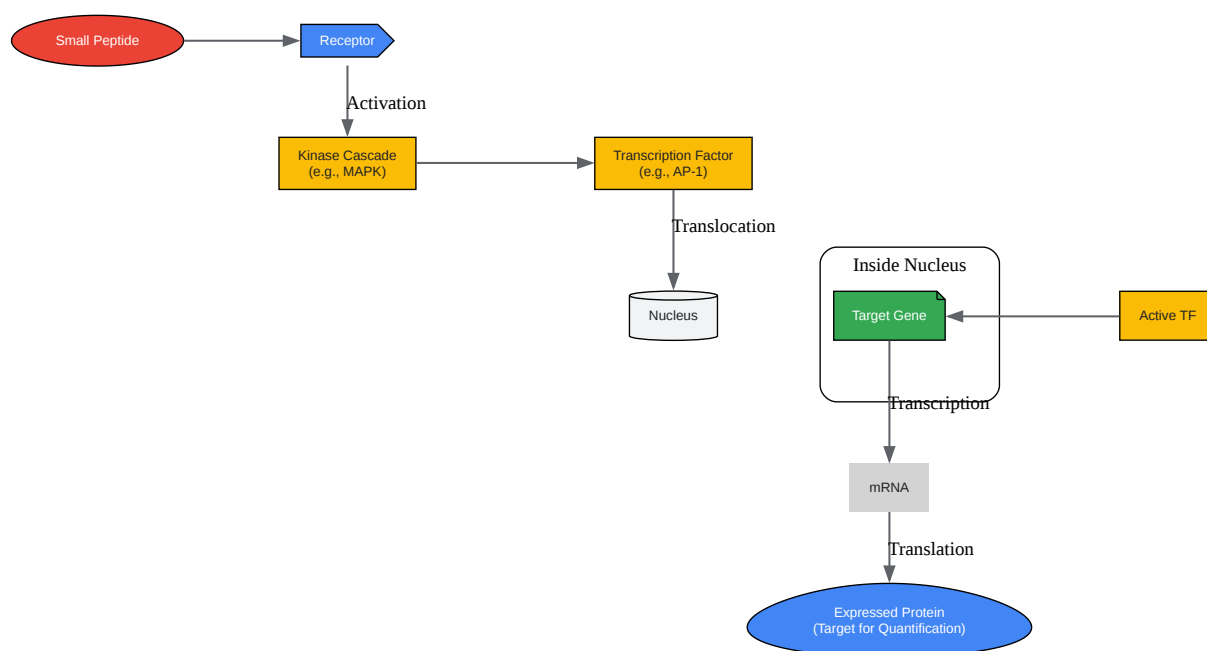 Small Peptide
Receptor
Activation
Kinase Cascade
(e.g., MAPK)
Transcription Factor
(e.g., AP-1)
Translocation
Nucleus
Inside Nucleus
Target Gene
Active TF
Transcription
mRNA
Translation
Expressed Protein
(Target for Quantification)